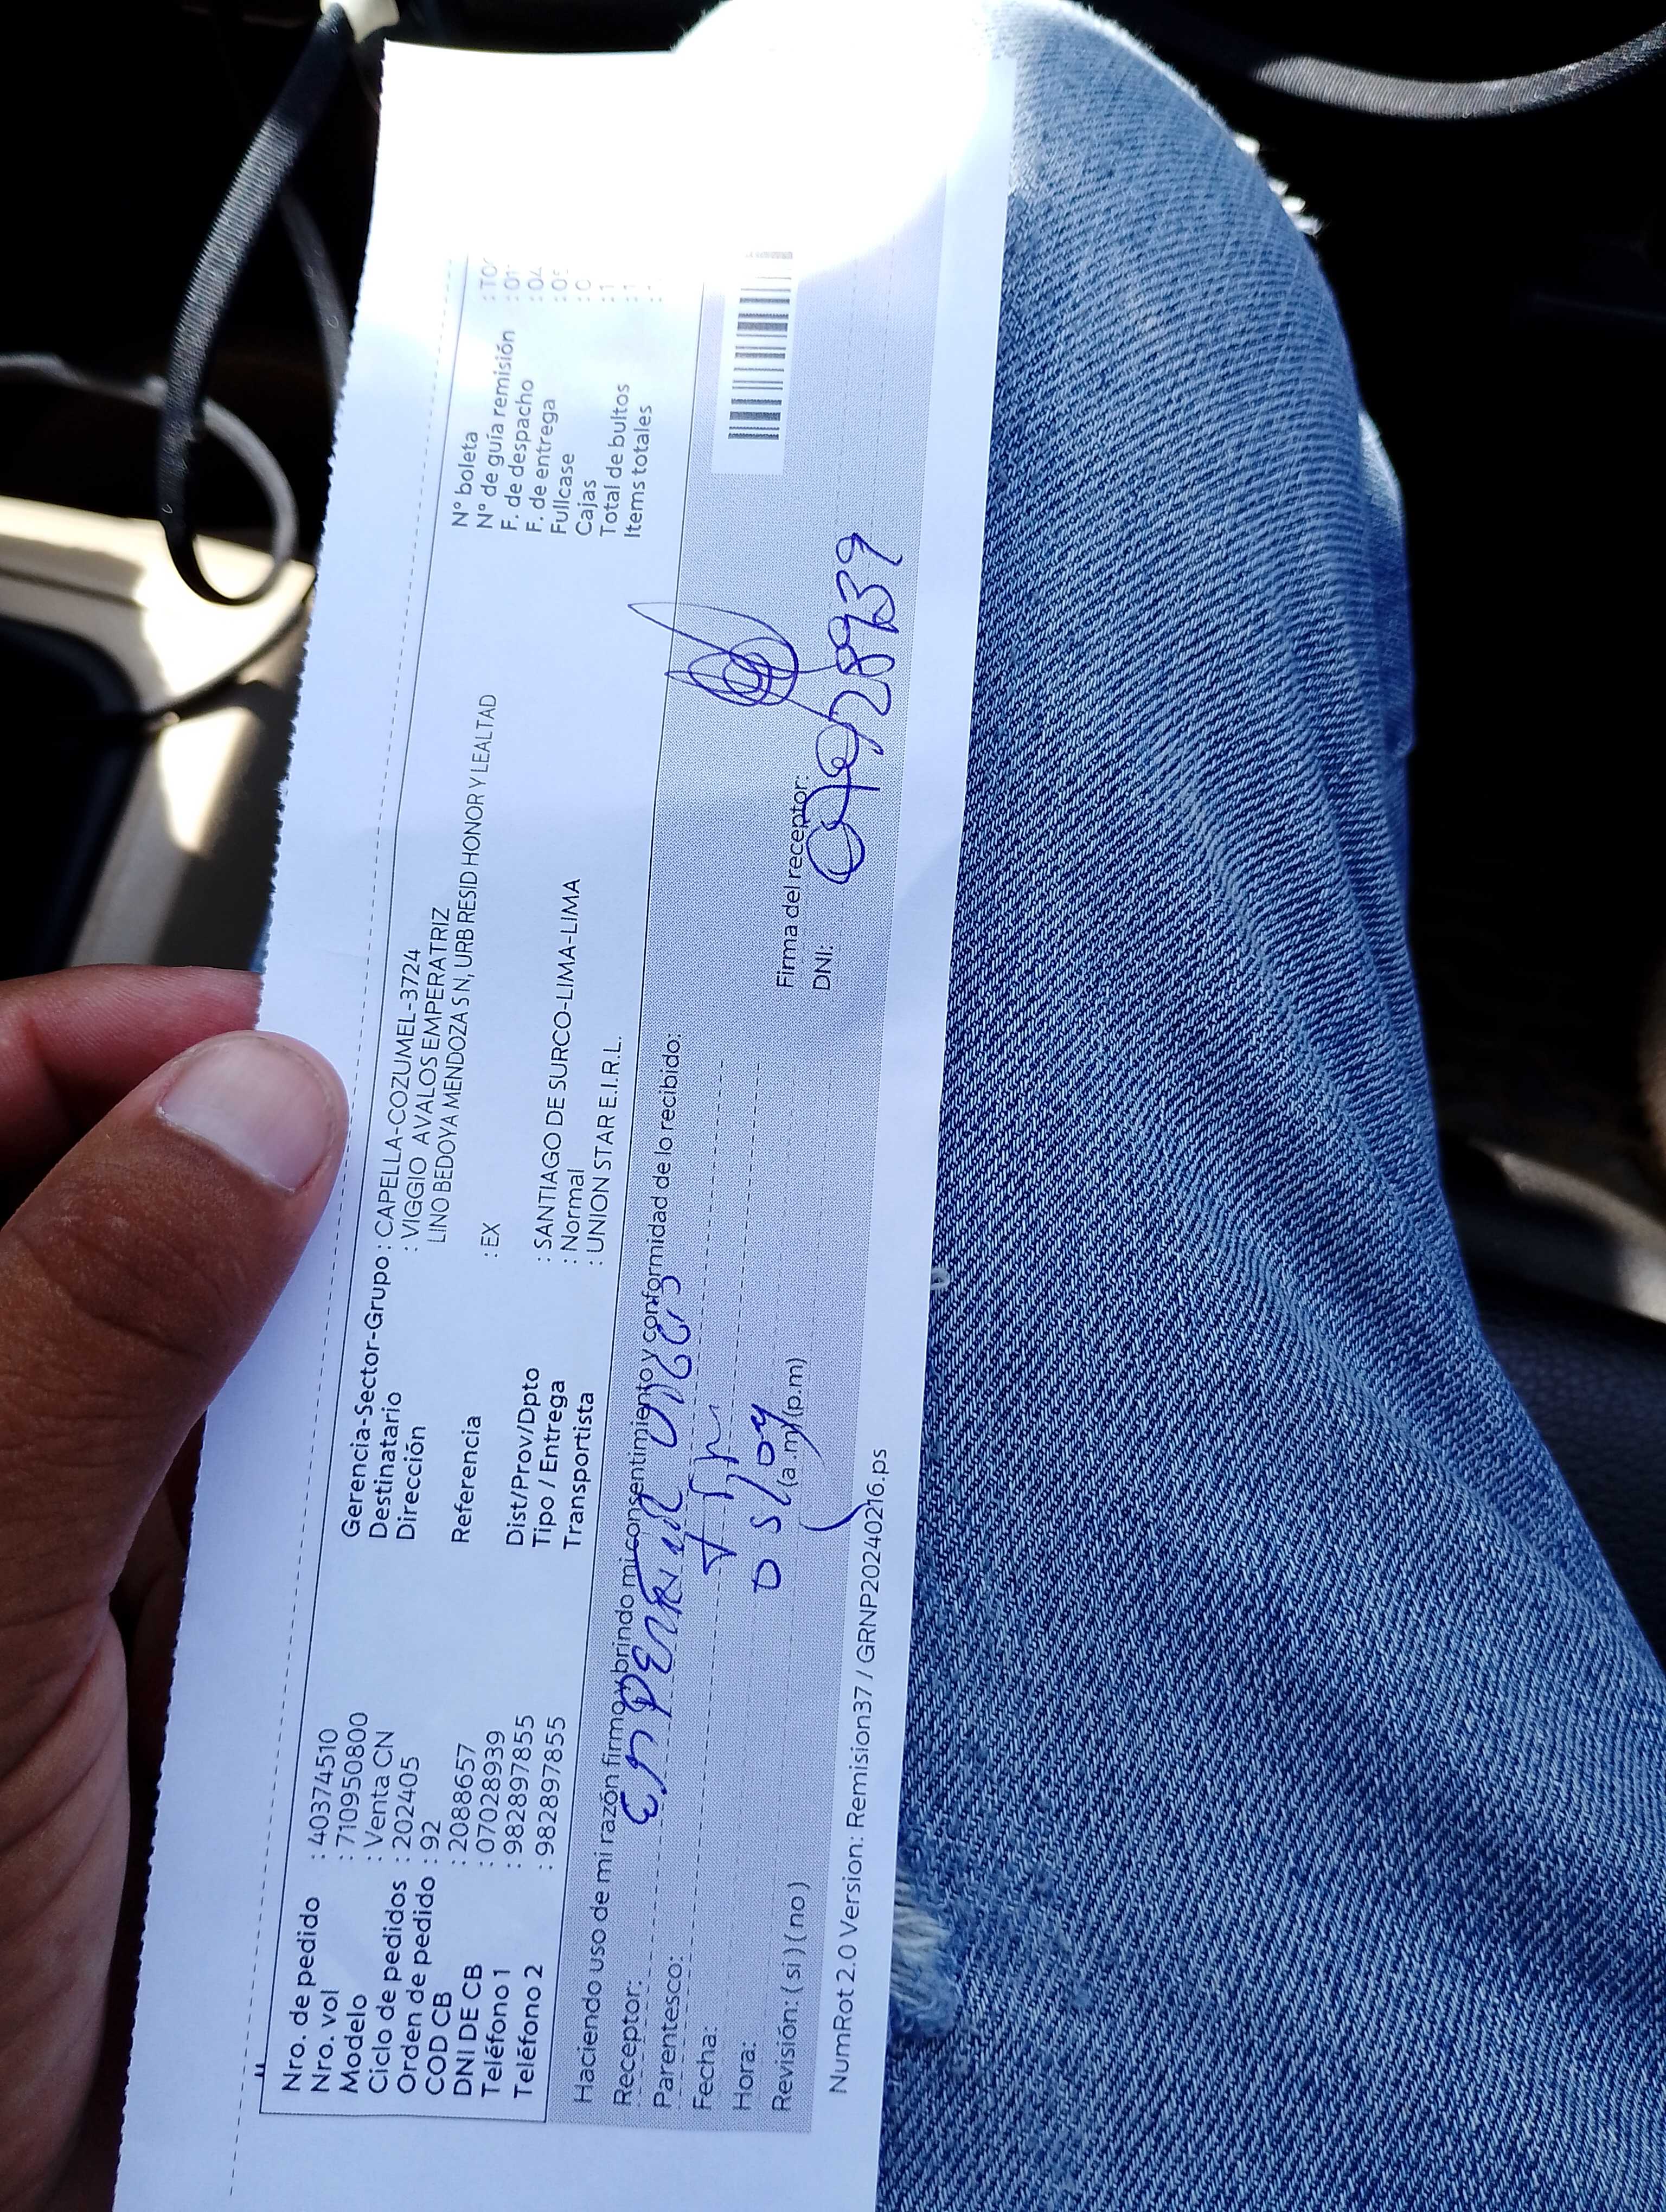 Nro. de pedido : 40374510
Nro. vol : 7109508000
Modelo : Venta CN
Ciclo de pedidos : 202405
Orden de pedido : 92
COD CB : 2088657
DNI DE CB : 07028939
Teléfono 1 : 982897855
Teléfono 2 : 982897855
Gerencia-Sector-Grupo : CAPELLA-COZUMEL-3724
Destinatario : VIGGIO AVALOS EMPERATRIZ
Dirección LINO BEDOYA MENDOZA S N, URB RESID HONOR Y LEALTAD
Referencia : EX
Dist/Prov/Dpto : SANTIAGO DE SURCO-LIMA-LIMA
Tipo / Entrega : Normal
Transportista : UNION STAR E.I.R.L.
N° boleta
N° de guía remisión
F. de despacho
F. de entrega
Fullcase
Cajas
Total de bultos : 1
Items totales
Haciendo uso de mi razón firmo y brindo mi consentimiento y conformidad de lo recibido:
Receptor:
Parentesco:
Fecha:
Hora: (a.m)(p.m)
Revisión: ( si ) ( no )
Firma del receptor:
DNI: 07028939
NumRot 2.0 Version: Remision37 / GRNP20240216.ps